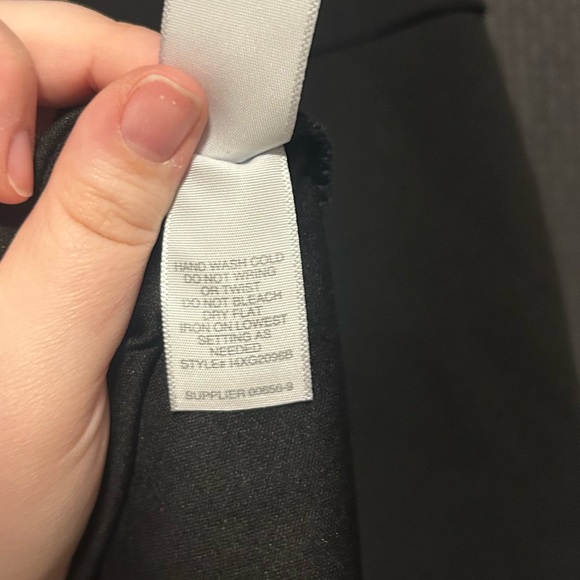 HAND WASH COLD
DO NOT WRING
OR TWIST
DO NOT BLEACH
DRY FLAT
IRON ON LOWEST
SETTING AS
NEEDED
STYLE# 14XG2096B
SUPPLIER 00656-9